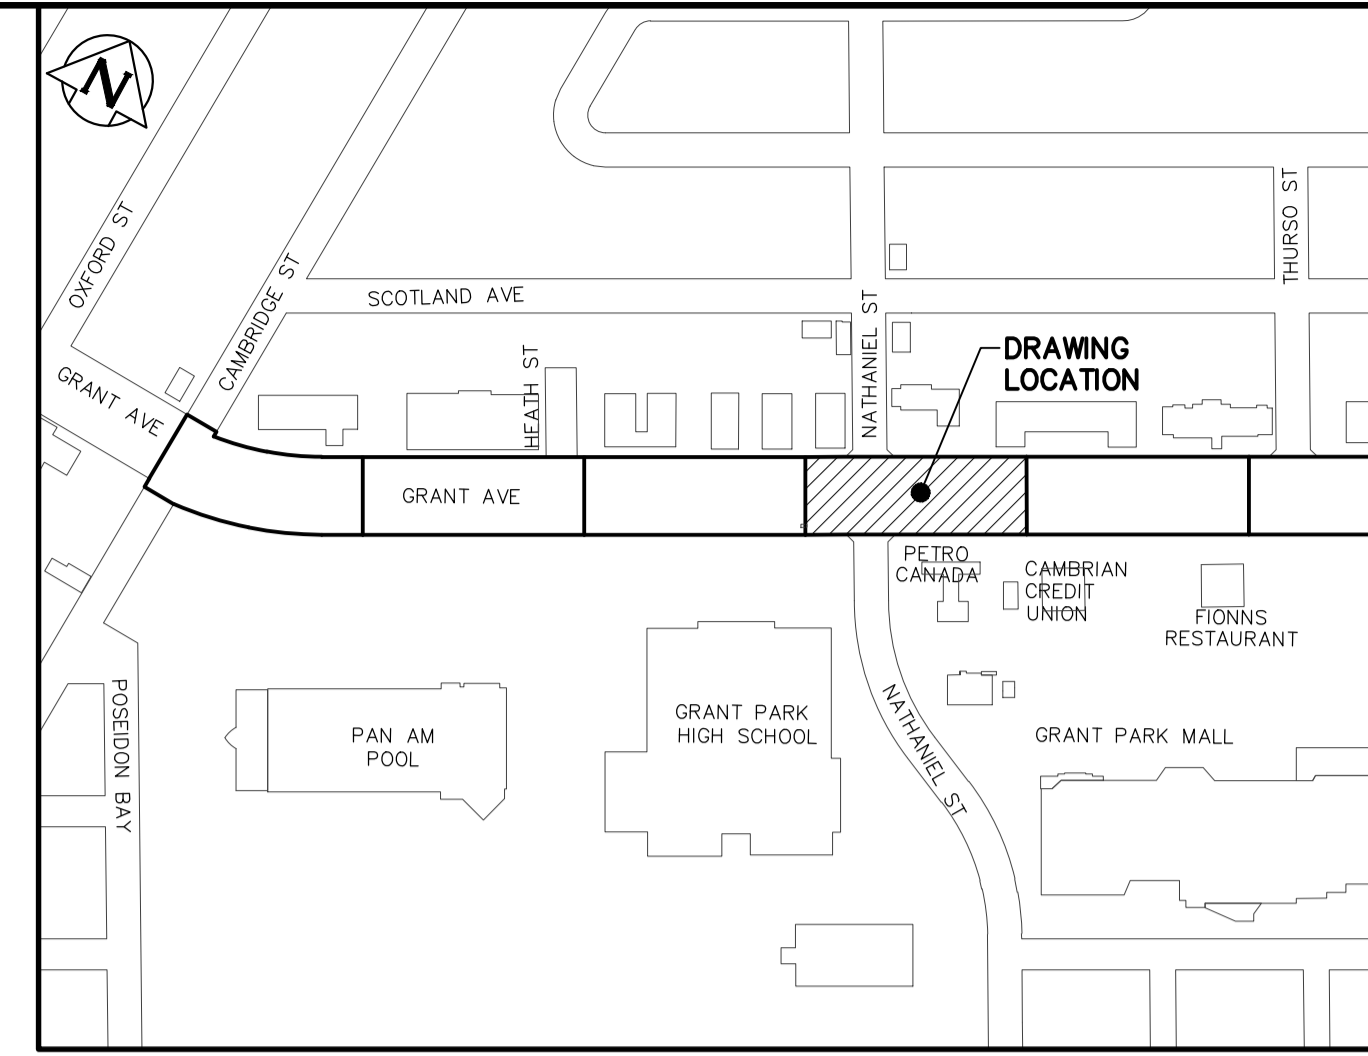 N
OXFORD ST
CAMBRIDGE ST
THURSO ST
SCOTLAND AVE
NATHANIEL ST
HEATH ST
DRAWING
LOCATION
GRANT AVE
GRANT AVE
PETRO
CANADA
CAMBRIAN
CREDIT
UNION
FIONNS
RESTAURANT
POSEIDON BAY
PAN AM
POOL
GRANT PARK
HIGH SCHOOL
NATHANIEL ST
GRANT PARK MALL